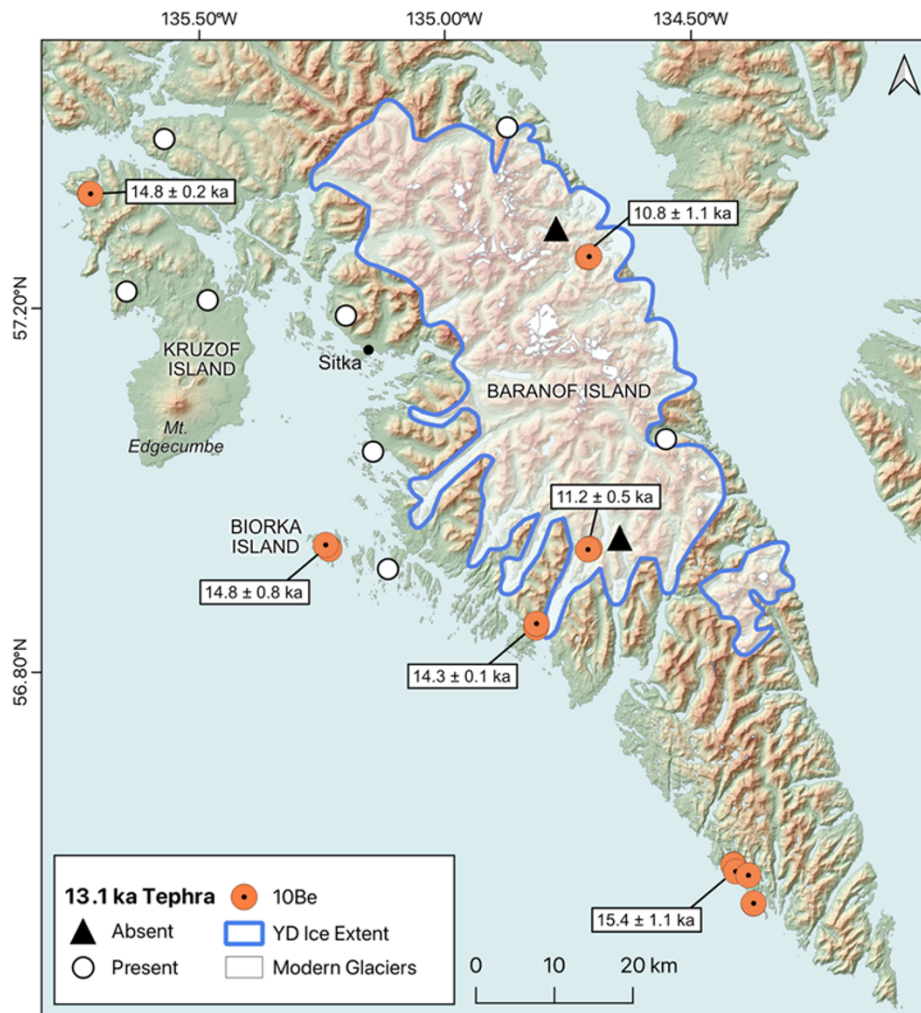 135.50°W
135.00°W
134.50°W
14.8 ± 0.2 ka
10.8 ± 1.1 ka
57.20°N
KRUZOF
ISLAND
Sitka
BARANOF ISLAND
Mt.
Edgecumbe
11.2 ± 0.5 ka
BIORKA
ISLAND
14.8 ± 0.8 ka
14.3 ± 0.1 ka
56.80°N
15.4 ± 1.1 ka
13.1 ka Tephra
10Be
Absent
YD Ice Extent
Present
Modern Glaciers
0
10
20 km